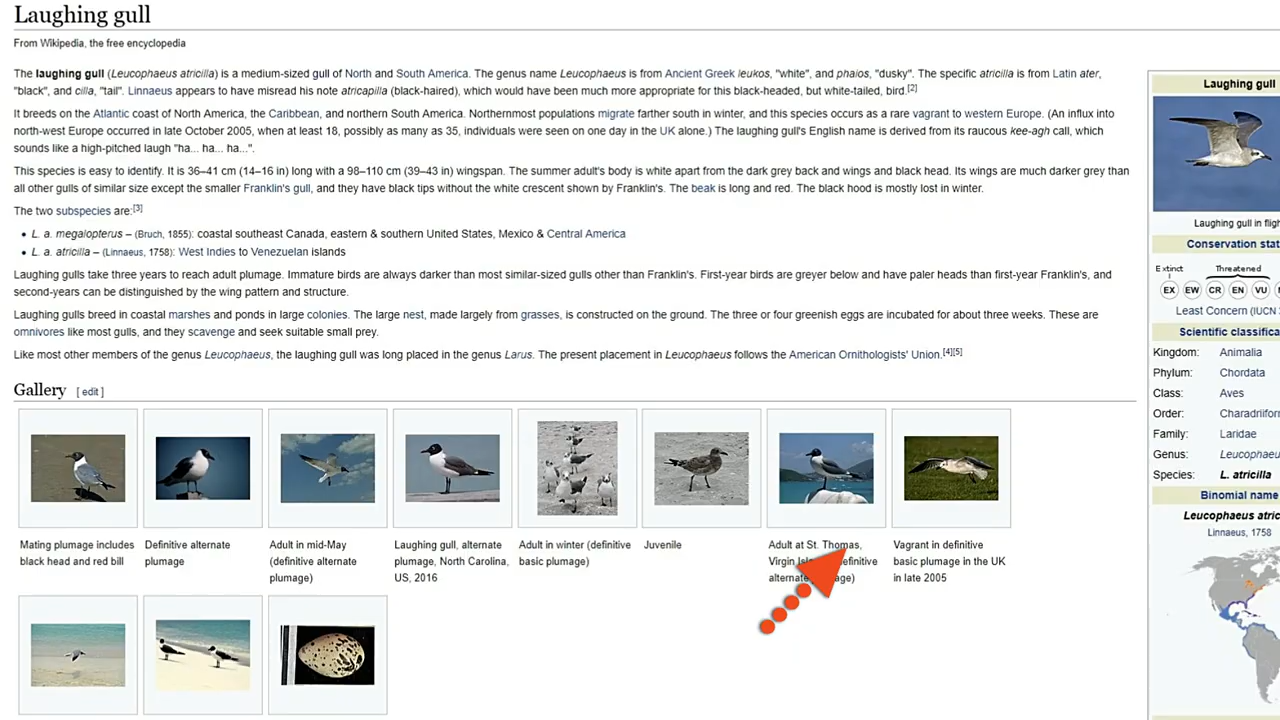 Laughing gull
From Wikipedia, the free encyclopedia
The laughing gull (Leucophaeus atricilla) is a medium-sized gull of North and South America. The genus name Leucophaeus is from Ancient Greek leukos, "white", and phaios, "dusky". The specific atricilla is from Latin ater,
"black", and cilla, "tail". Linnaeus appears to have misread his note atricapilla (black-haired), which would have been much more appropriate for this black-headed, but white-tailed, bird.[2]
It breeds on the Atlantic coast of North America, the Caribbean, and northern South America. Northernmost populations migrate farther south in winter, and this species occurs as a rare vagrant to western Europe. (An influx into
north-west Europe occurred in late October 2005, when at least 18, possibly as many as 35, individuals were seen on one day in the UK alone.) The laughing gull's English name is derived from its raucous kee-agh call, which
sounds like a high-pitched laugh "ha... ha... ha...".
This species is easy to identify. It is 36–41 cm (14–16 in) long with a 98–110 cm (39–43 in) wingspan. The summer adult's body is white apart from the dark grey back and wings and black head. Its wings are much darker grey than
all other gulls of similar size except the smaller Franklin's gull, and they have black tips without the white crescent shown by Franklin's. The beak is long and red. The black hood is mostly lost in winter.
The two subspecies are:[3]
• L. a. megalopterus – (Bruch, 1855): coastal southeast Canada, eastern & southern United States, Mexico & Central America
• L. a. atricilla – (Linnaeus, 1758): West Indies to Venezuelan islands
Laughing gulls take three years to reach adult plumage. Immature birds are always darker than most similar-sized gulls other than Franklin's. First-year birds are greyer below and have paler heads than first-year Franklin's, and
second-years can be distinguished by the wing pattern and structure.
Laughing gulls breed in coastal marshes and ponds in large colonies. The large nest, made largely from grasses, is constructed on the ground. The three or four greenish eggs are incubated for about three weeks. These are
omnivores like most gulls, and they scavenge and seek suitable small prey.
Like most other members of the genus Leucophaeus, the laughing gull was long placed in the genus Larus. The present placement in Leucophaeus follows the American Ornithologists' Union.[4][5]
Gallery [ edit ]
Mating plumage includes
black head and red bill
Definitive alternate
plumage
Adult in mid-May
(definitive alternate
plumage)
Laughing gull, alternate
plumage, North Carolina,
US, 2016
Adult in winter (definitive
basic plumage)
Juvenile
Adult at St. Thomas,
Virgin efinitive
alternate
Vagrant in definitive
basic plumage in the UK
in late 2005
Laughing gull
Laughing gull in fligh
Conservation stat
Extinct Threatened
EX EW CR EN VU
Least Concern (IUCN
Scientific classifica
Kingdom: Animalia
Phylum: Chordata
Class: Aves
Order: Charadriifor
Family: Laridae
Genus: Leucophaeu
Species: L. atricilla
Binomial name
Leucophaeus atric
Linnaeus, 1758